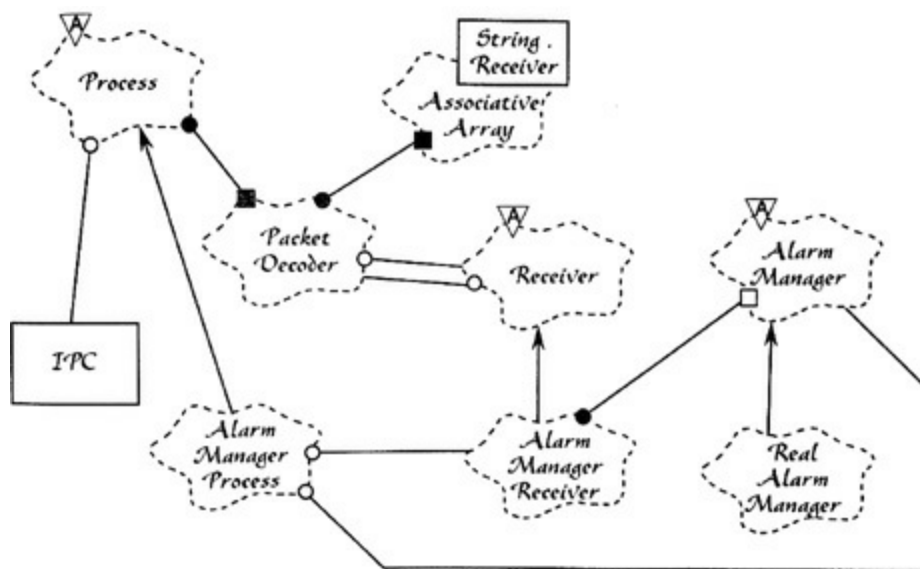 A
Process
String .
Receiver
Associative
Array
Packet
Decoder
A
Receiver
A
Alarm
Manager
IPC
Alarm
Manager
Process
Alarm
Manager
Receiver
Real
Alarm
Manager